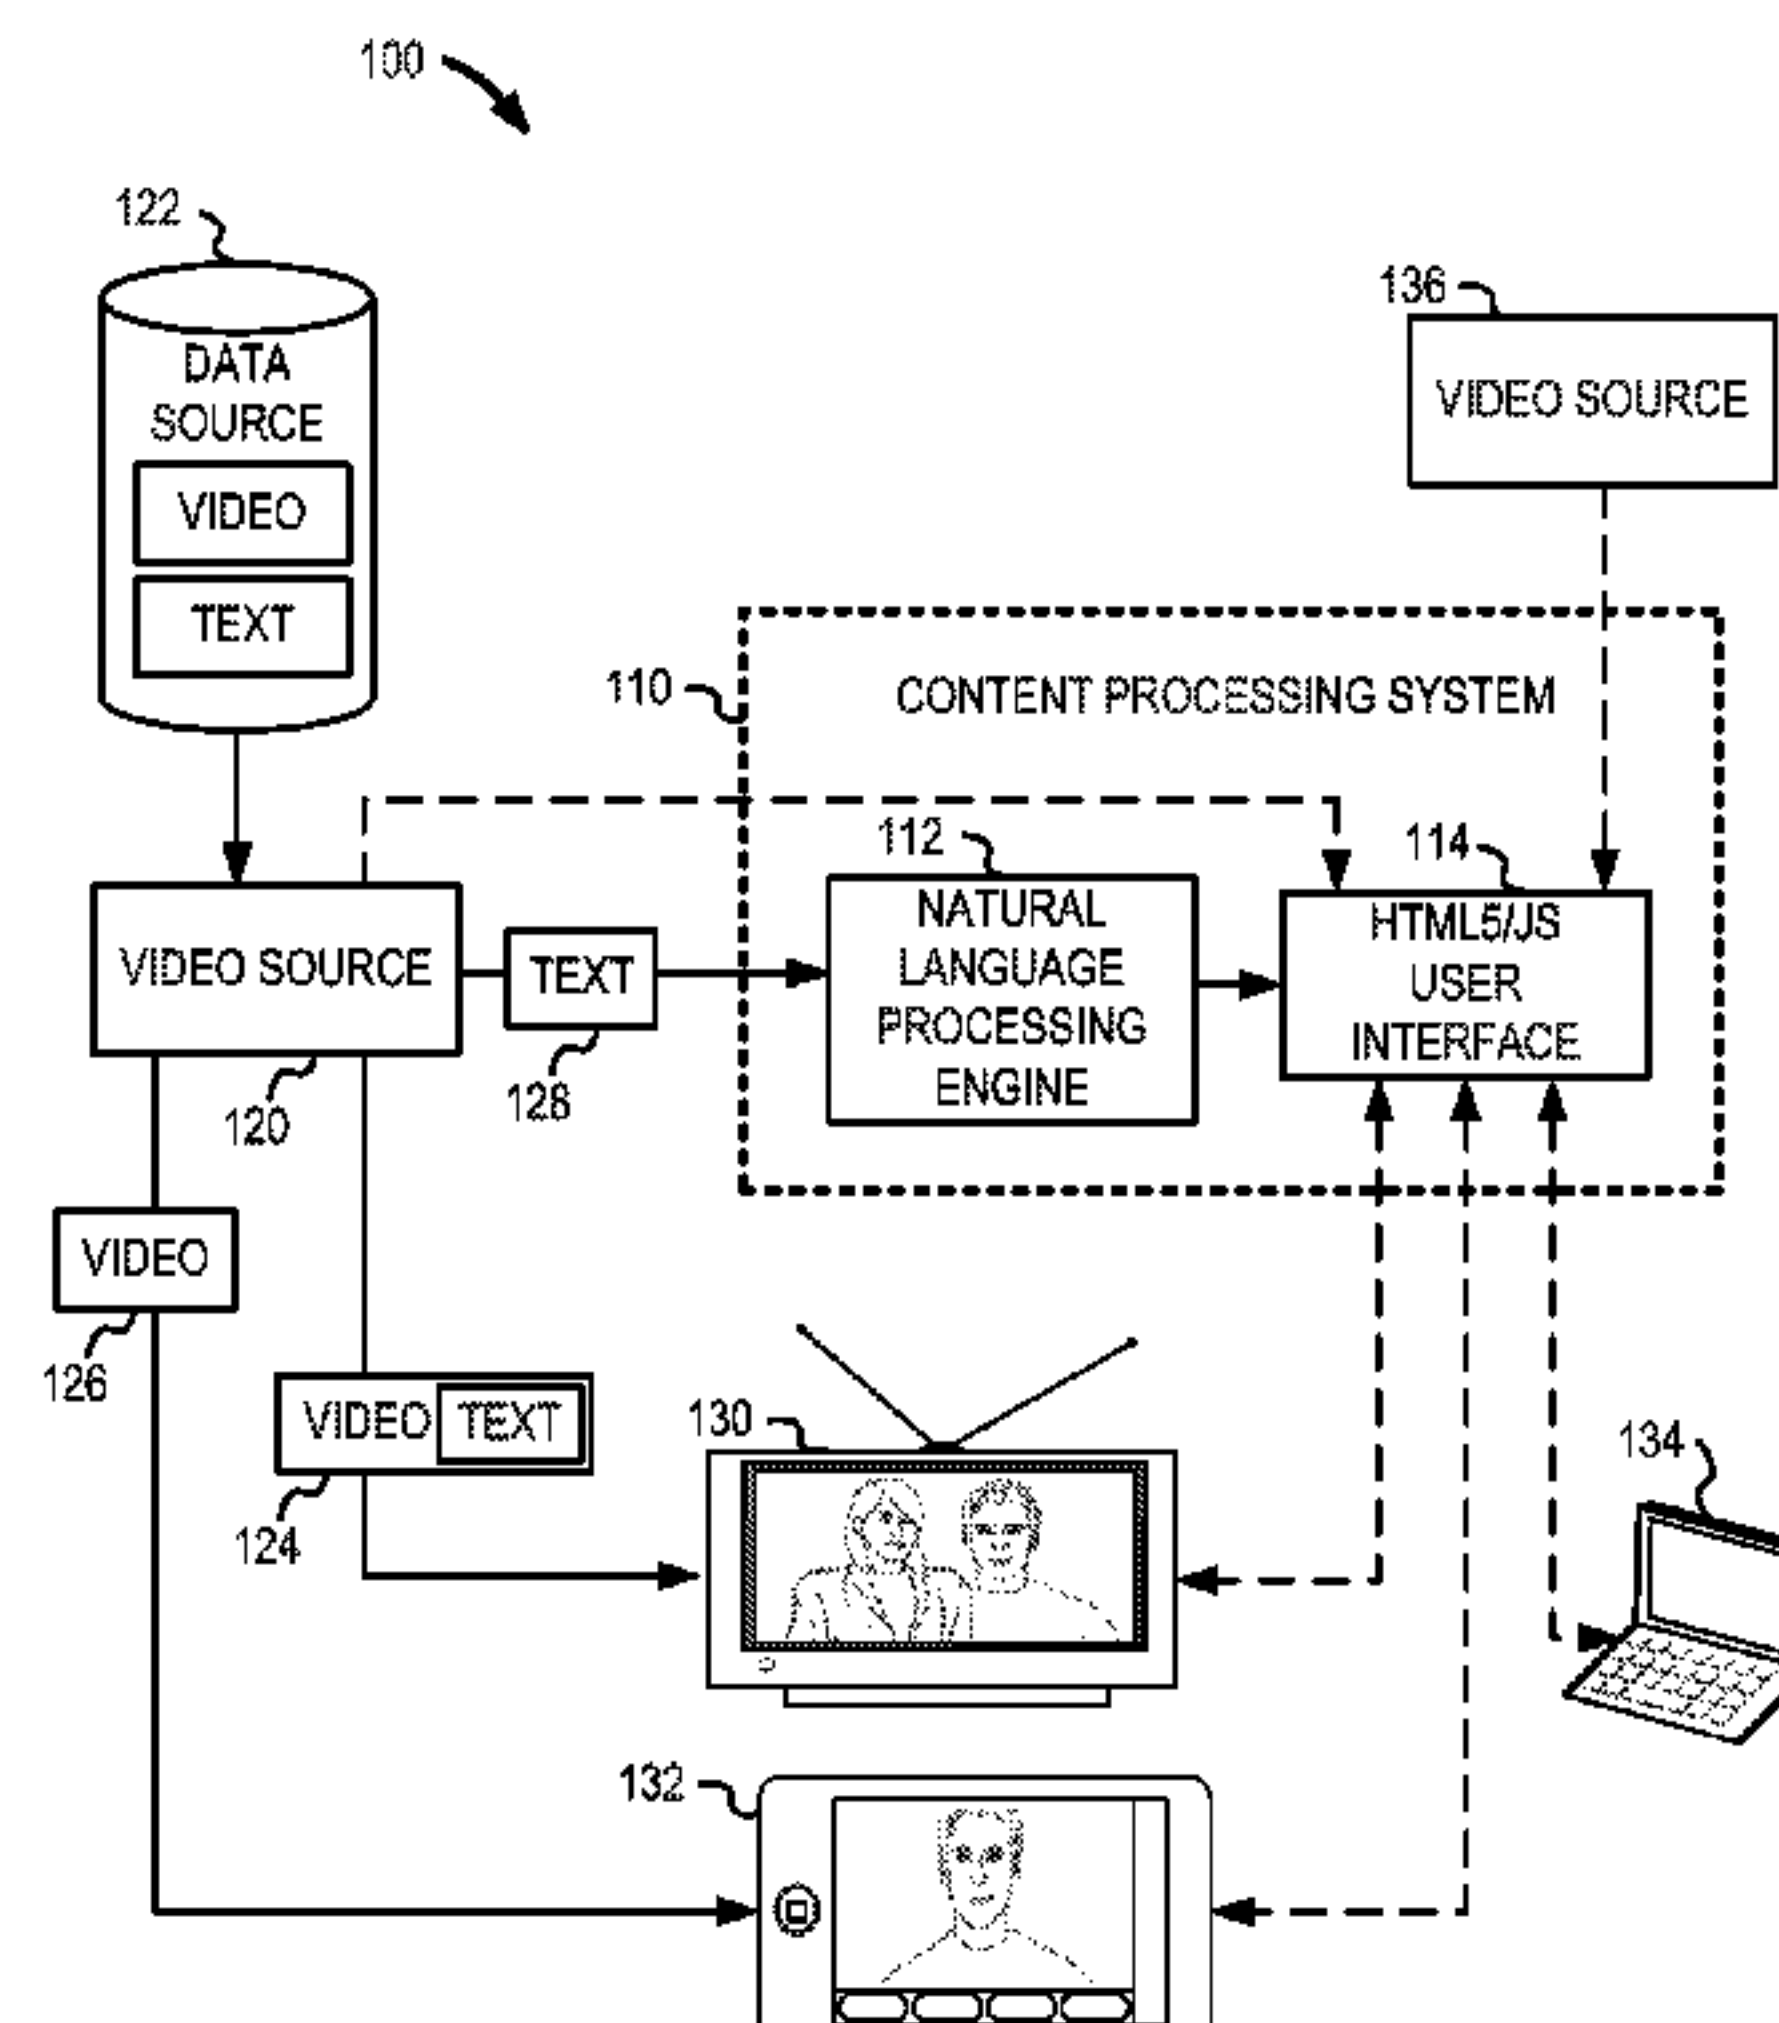 100
122
DATA
SOURCE
VIDEO
TEXT
136
VIDEO SOURCE
110
CONTENT PROCESSING SYSTEM
112
NATURAL
LANGUAGE
PROCESSING
ENGINE
114
HTML5/JS
USER
INTERFACE
VIDEO SOURCE
120
TEXT
128
VIDEO
126
VIDEO TEXT
124
130
134
132